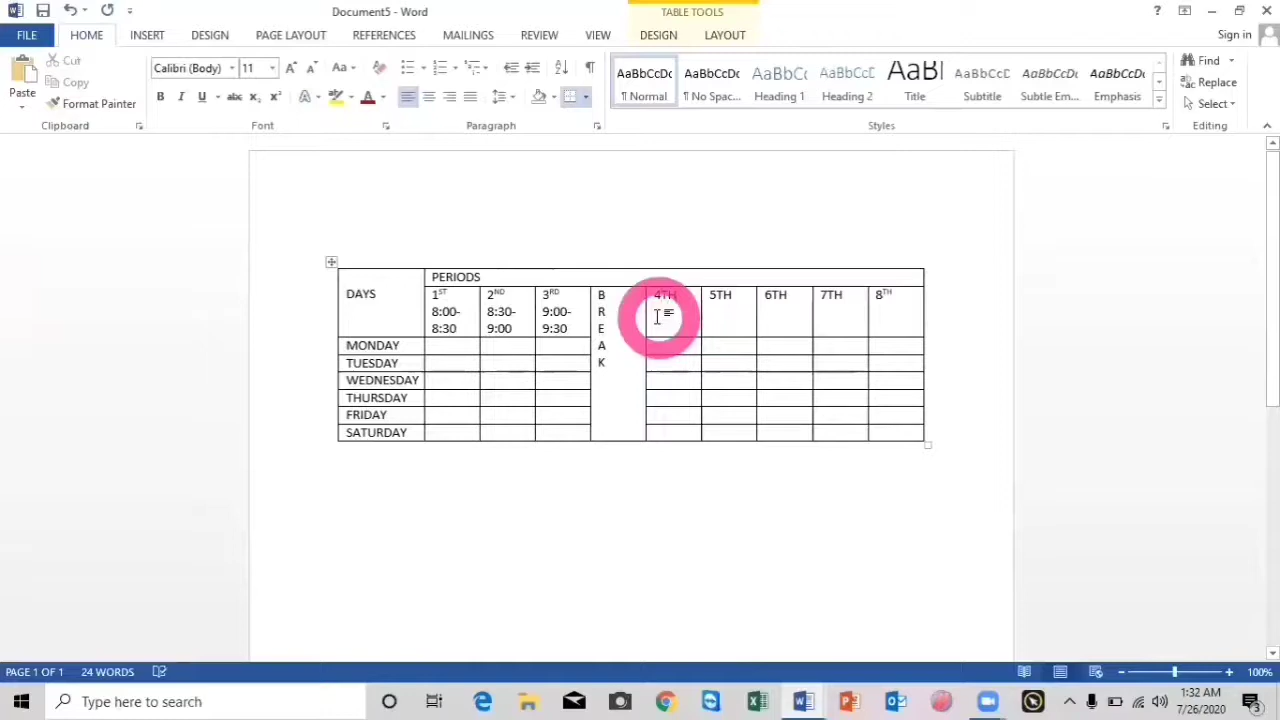 Document5 - Word
TABLE TOOLS
?
FILE HOME INSERT DESIGN PAGE LAYOUT REFERENCES MAILINGS REVIEW VIEW DESIGN LAYOUT Sign in
Cut
Copy
Format Painter
Paste
Clipboard
Calibri (Body) 11
Font
Paragraph
AaBbCcDc AaBbCcDc AaBbCc AaBbCcD AaBl AaBbCcD AaBbCcDc AaBbCcDc
¶ Normal ¶ No Spac... Heading 1 Heading 2 Title Subtitle Subtle Em... Emphasis
Styles
Find
Replace
Select
Editing
DAYS PERIODS
1ST 2ND 3RD B 4TH 5TH 6TH 7TH 8TH
8:00- 8:30- 9:00- R
8:30 9:00 9:30 E
MONDAY A
TUESDAY K
WEDNESDAY
THURSDAY
FRIDAY
SATURDAY
PAGE 1 OF 1 24 WORDS 100%
Type here to search
1:32 AM
7/26/2020
3